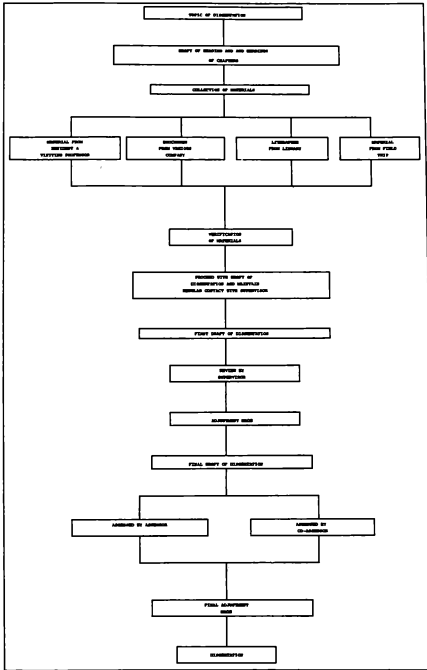 TOPIC OF DISSERTATION
DRAFT OF HEADING AND SUB HEADINGS
OF CHAPTERS
COLLECTION OF MATERIALS
MATERIAL FROM
RESIDENT &
VISITING PROFESSOR
BROCHURES
FROM VARIOUS
COMPANY
LITERATURE
FROM LIBRARY
MATERIAL
FROM FIELD
TRIP
VERIFICATION
OF MATERIALS
PROCEED WITH DRAFT OF
DISSERTATION AND MAINTAIN
REGULAR CONTACT WITH SUPERVISOR
FIRST DRAFT OF DISSERTATION
REVIEW BY
SUPERVISOR
ADJUSTMENT MADE
FINAL DRAFT OF DISSERTATION
ASSESSED BY ASSESSOR
ASSESSED BY
CO-ASSESSOR
FINAL ADJUSTMENT
MADE
DISSERTATION